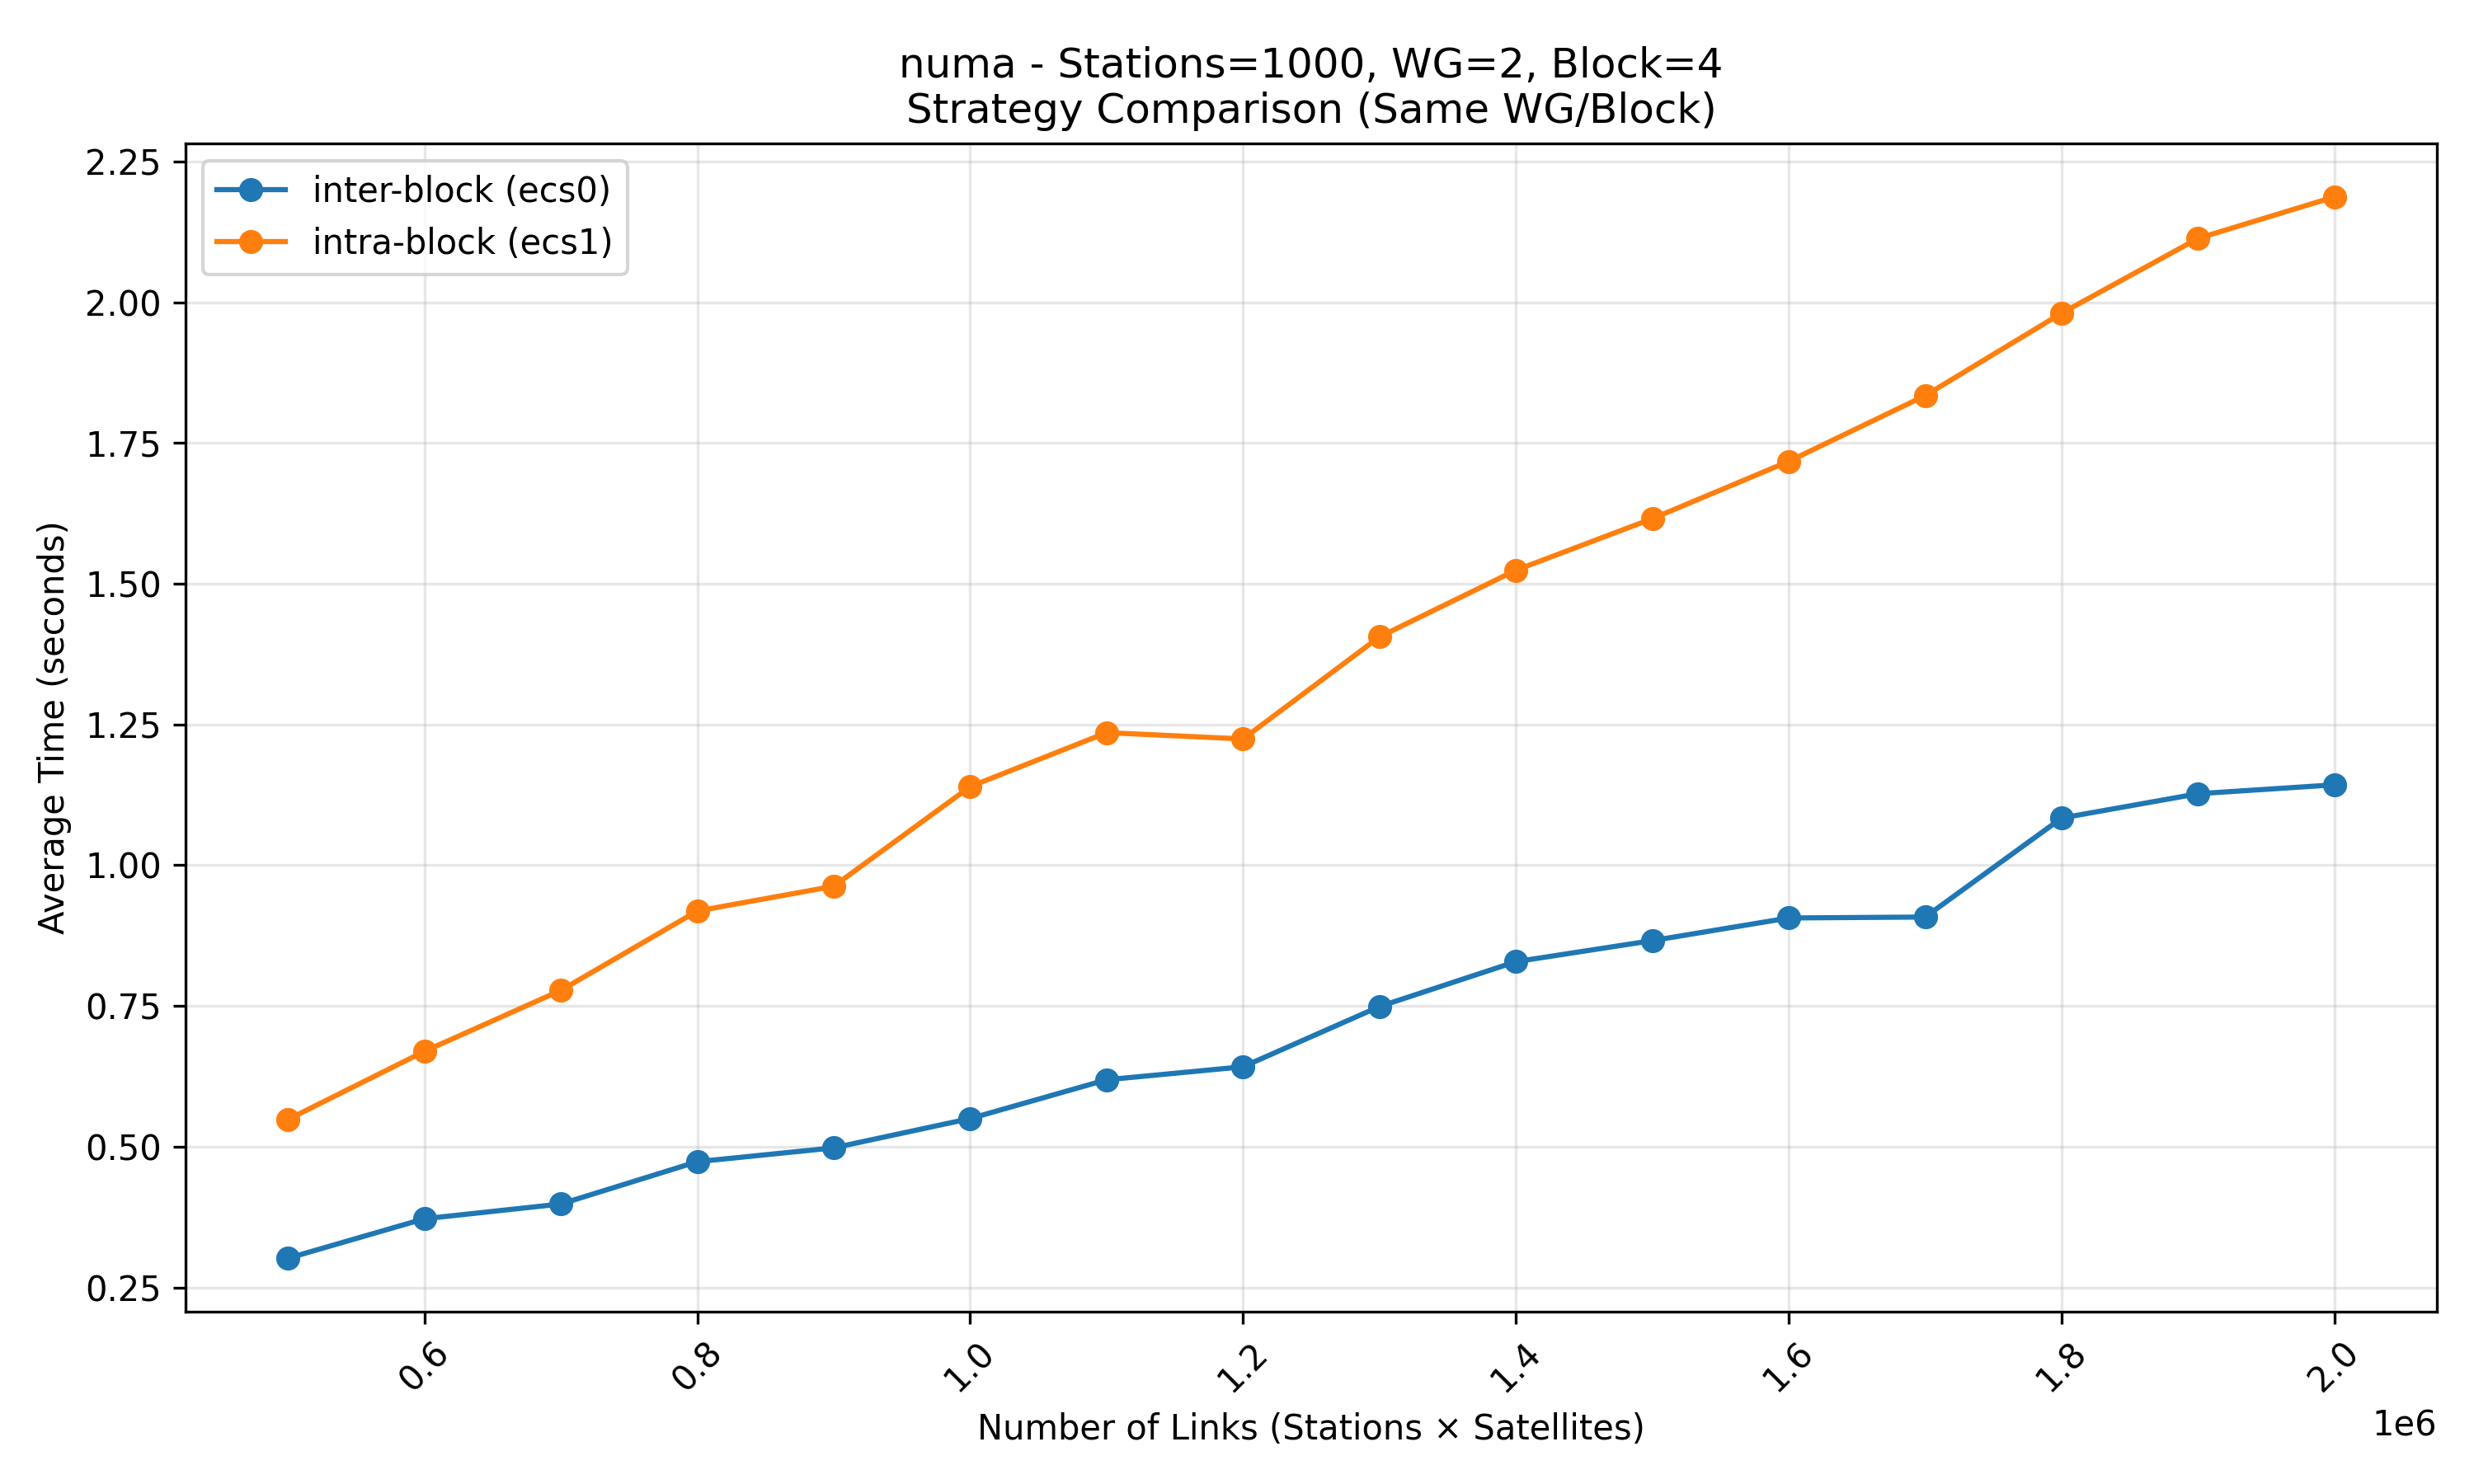 numa - Stations=1000, WG=2, Block=4
Strategy Comparison (Same WG/Block)
inter-block (ecs0)
intra-block (ecs1)
Average Time (seconds)
2.25
2.00
1.75
1.50
1.25
1.00
0.75
0.50
0.25
0.6
0.8
1.0
1.2
1.4
1.6
1.8
2.0
1e6
Number of Links (Stations × Satellites)